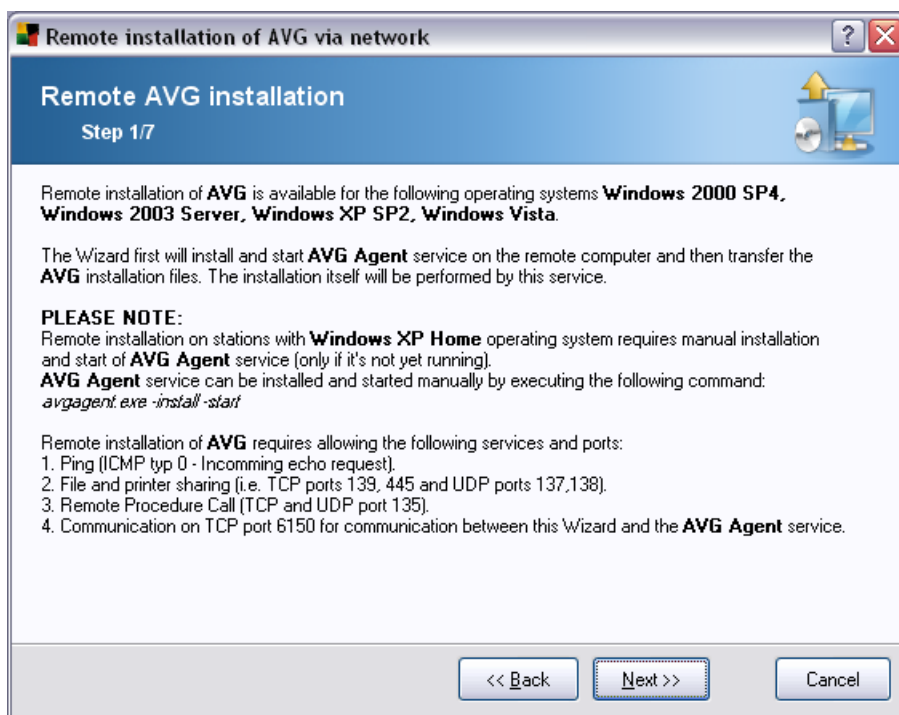 Remote installation of AVG via network
Remote AVG installation
Step 1/7
Remote installation of AVG is available for the following operating systems Windows 2000 SP4,
Windows 2003 Server, Windows XP SP2, Windows Vista.
The Wizard first will install and start AVG Agent service on the remote computer and then transfer the
AVG installation files. The installation itself will be performed by this service.
PLEASE NOTE:
Remote installation on stations with Windows XP Home operating system requires manual installation
and start of AVG Agent service (only if it's not yet running).
AVG Agent service can be installed and started manually by executing the following command:
avgagent.exe -install -start
Remote installation of AVG requires allowing the following services and ports:
1. Ping (ICMP typ 0 - Incomming echo request).
2. File and printer sharing (i.e. TCP ports 139, 445 and UDP ports 137,138).
3. Remote Procedure Call (TCP and UDP port 135).
4. Communication on TCP port 6150 for communication between this Wizard and the AVG Agent service.
<< Back Next >> Cancel